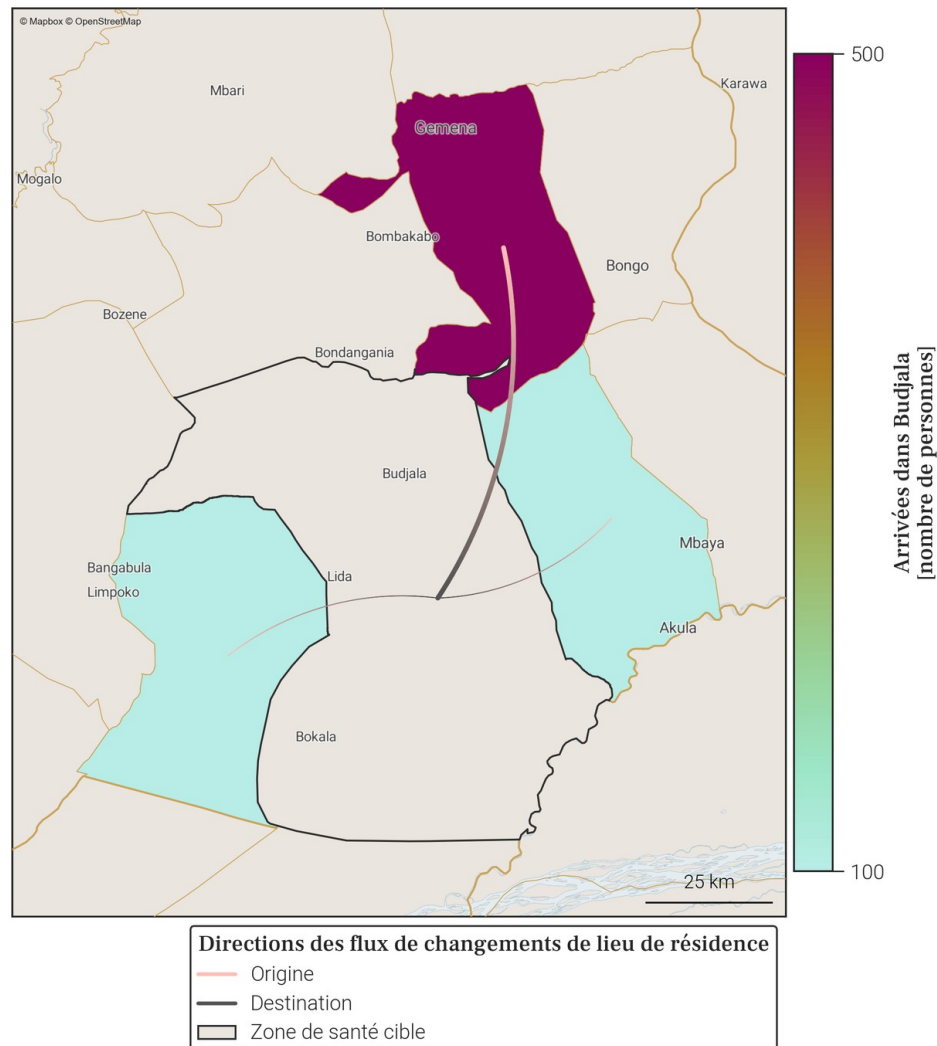 © Mapbox © OpenStreetMap
500
Karawa
Mbari
Gemena
Mogalo
Bombakabo
Bongo
Bozene
Bondangania
Budjala
Mbaya
Bangabula
Lida
Limpoko
Akula
Bokala
25 km
100
Arrivées dans Budjala
[nombre de personnes]
Directions des flux de changements de lieu de résidence
Origine
Destination
Zone de santé cible